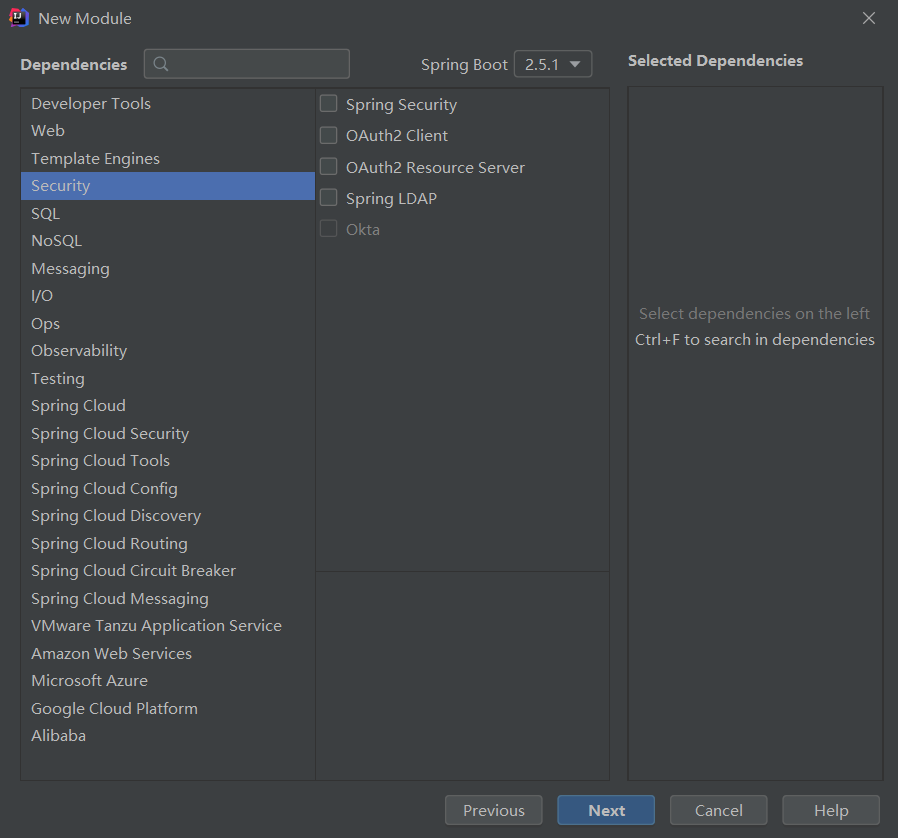 New Module
Dependencies
Spring Boot 2.5.1
Selected Dependencies
Developer Tools
Web
Template Engines
Security
SQL
NoSQL
Messaging
I/O
Ops
Observability
Testing
Spring Cloud
Spring Cloud Security
Spring Cloud Tools
Spring Cloud Config
Spring Cloud Discovery
Spring Cloud Routing
Spring Cloud Circuit Breaker
Spring Cloud Messaging
VMware Tanzu Application Service
Amazon Web Services
Microsoft Azure
Google Cloud Platform
Alibaba
Spring Security
OAuth2 Client
OAuth2 Resource Server
Spring LDAP
Okta
Select dependencies on the left
Ctrl+F to search in dependencies
Previous
Next
Cancel
Help